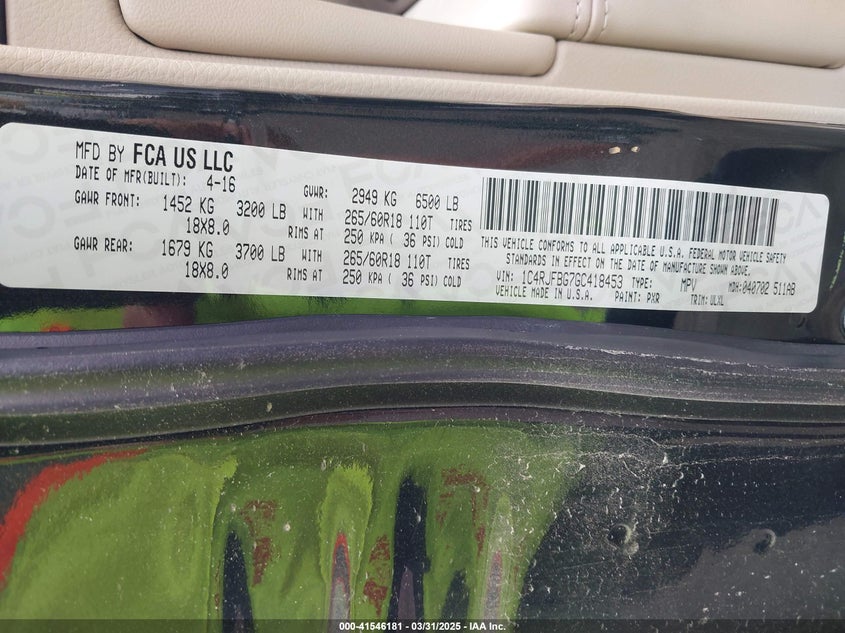 MFD BY FCA US LLC
DATE OF MFR(BUILT): 4-16 GVWR: 2949 KG 6500 LB
GAWR FRONT: 1452 KG 3200 LB WITH 265/60R18 110T TIRES
18X8.0 RIMS AT 250 KPA ( 36 PSI) COLD
GAWR REAR: 1679 KG 3700 LB WITH 265/60R18 110T TIRES
18X8.0 RIMS AT 250 KPA ( 36 PSI) COLD
THIS VEHICLE CONFORMS TO ALL APPLICABLE U.S.A. FEDERAL MOTOR VEHICLE SAFETY
STANDARDS IN EFFECT ON THE DATE OF MANUFACTURE SHOWN ABOVE.
VIN: 1C4RJFBG7GC418453 TYPE: MPV MDH: 040702 511AB
VEHICLE MADE IN U.S.A. PAINT: PXR TRIM: ULXL
000-41546181 - 03/31/2025 - IAA Inc.